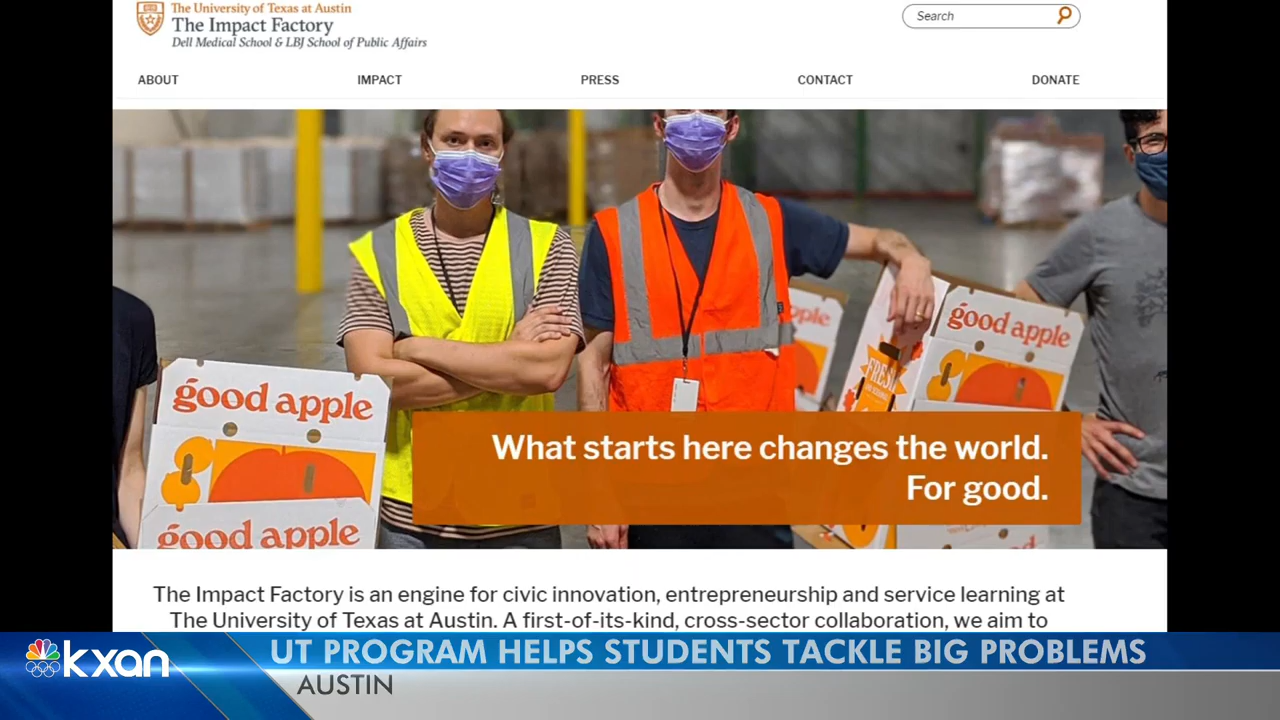 The University of Texas at Austin
The Impact Factory
Dell Medical School & LBJ School of Public Affairs
Search
ABOUT IMPACT PRESS CONTACT DONATE
good apple
good apple
good apple
FRESH
What starts here changes the world.
For good.
The Impact Factory is an engine for civic innovation, entrepreneurship and service learning at
The University of Texas at Austin. A first-of-its-kind, cross-sector collaboration, we aim to
kxan
UT PROGRAM HELPS STUDENTS TACKLE BIG PROBLEMS
AUSTIN